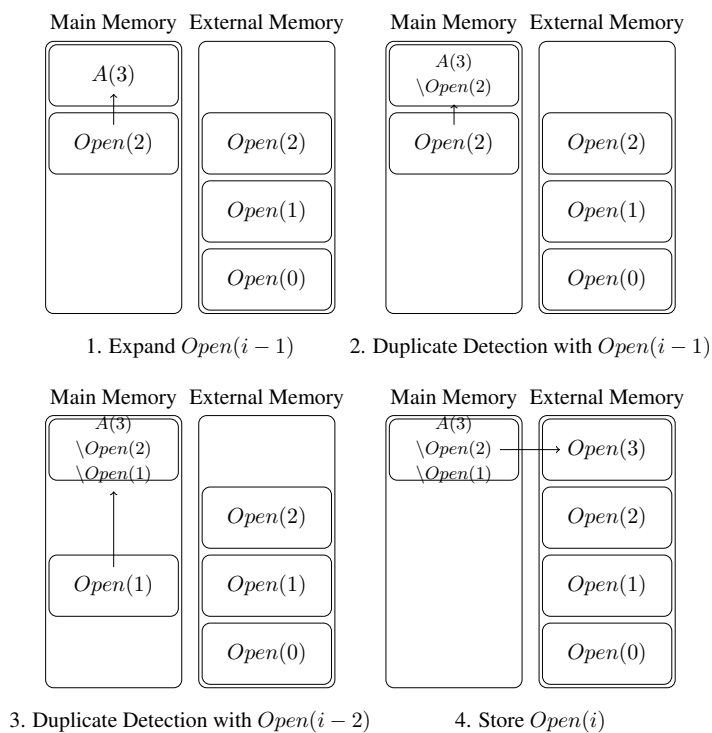 Main Memory External Memory
A(3)
Open(2) Open(2)
Open(1)
Open(0)
1. Expand Open(i − 1)
Main Memory External Memory
A(3)
\Open(2)
Open(2) Open(2)
Open(1)
Open(0)
2. Duplicate Detection with Open(i − 1)
Main Memory External Memory
A(3)
\Open(2)
\Open(1)
Open(2)
Open(1) Open(1)
Open(0)
3. Duplicate Detection with Open(i − 2)
Main Memory External Memory
A(3)
\Open(2) Open(3)
\Open(1)
Open(2)
Open(1)
Open(0)
4. Store Open(i)